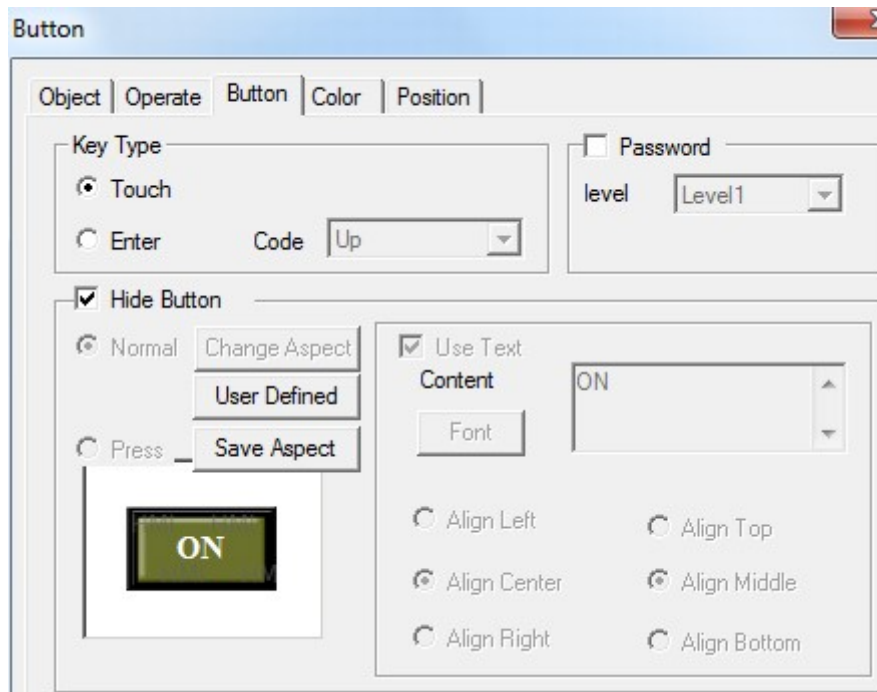 Button
Object Operate Button Color Position
Key Type
Touch
Enter Code Up
Password
level Level1
Hide Button
Normal Change Aspect
User Defined
Press Save Aspect
ON
Use Text
Content ON
Font
Align Left Align Top
Align Center Align Middle
Align Right Align Bottom